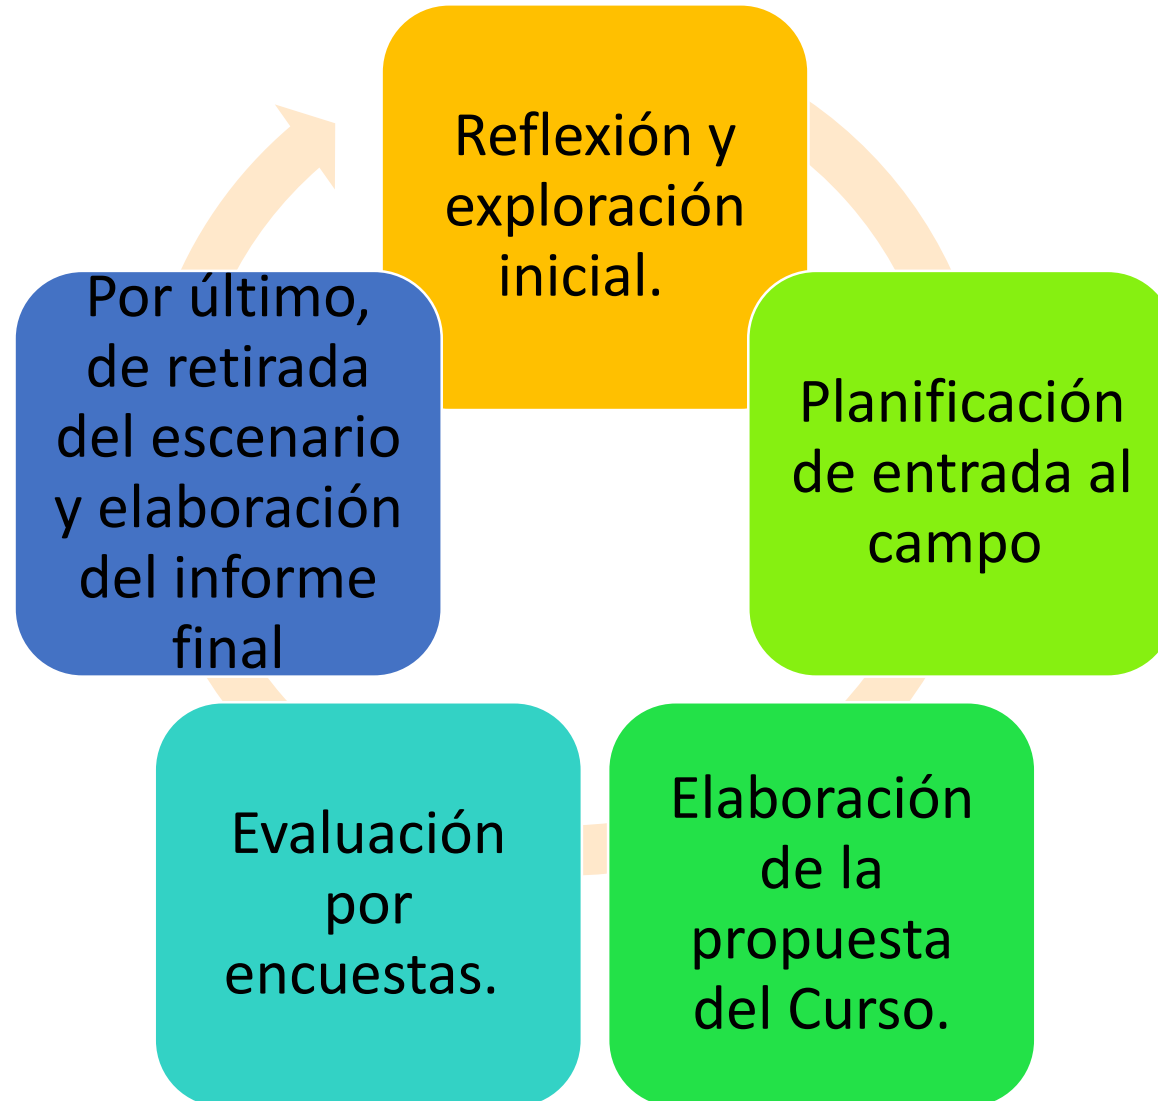 Reflexión y
exploración
inicial.
Planificación
de entrada al
campo
Elaboración
de la
propuesta
del Curso.
Evaluación
por
encuestas.
Por último,
de retirada
del escenario
y elaboración
del informe
final